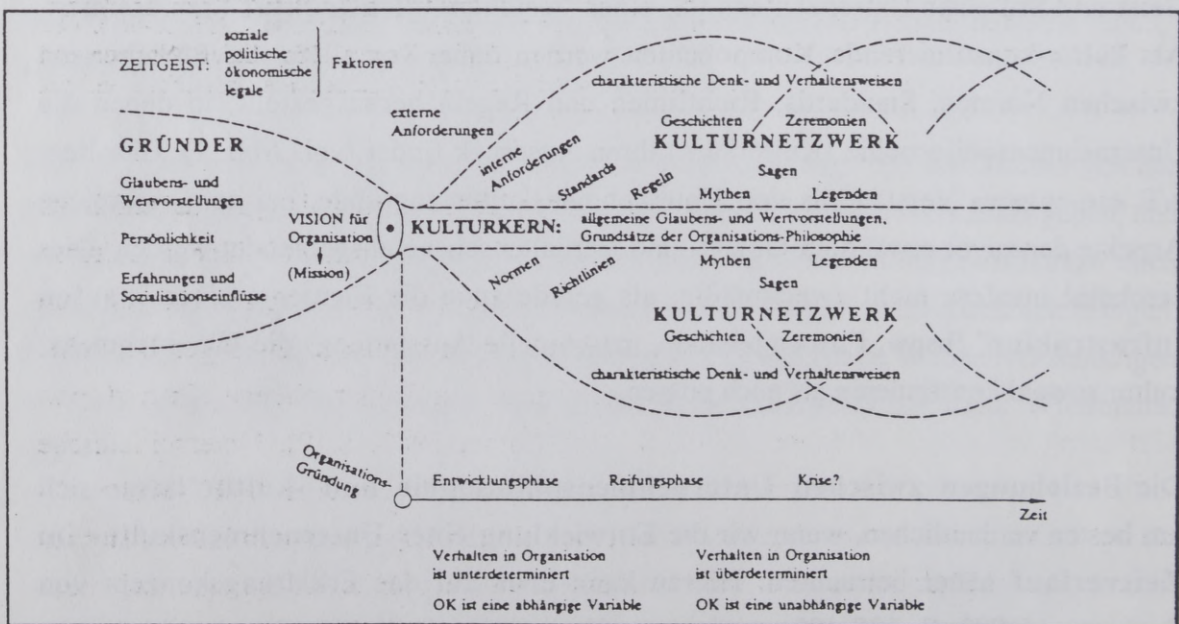 soziale
politische
ZEITGEIST: ökonomische Faktoren
legale
GRÜNDER
Glaubens- und
Wertvorstellungen
Persönlichkeit
Erfahrungen und
Sozialisationseinflüsse
VISION für
Organisation
(Mission)
externe
Anforderungen
interne
Anforderungen
Standards
Regeln
charakteristische Denk- und Verhaltensweisen
Geschichten Zeremonien
KULTURNETZWERK
Sagen
Mythen Legenden
KULTURKERN:
allgemeine Glaubens- und Wertvorstellungen,
Grundsätze der Organisations-Philosophie
Normen
Richtlinen
Mythen Legenden
Sagen
KULTURNETZWERK
Geschichten Zeremonien
charakteristische Denk- und Verhaltensweisen
Organisations-
Gründung
Entwicklungsphase Reifungsphase Krise?
Zeit
Verhalten in Organisation
ist unterdeterminiert
OK ist eine abhängige Variable
Verhalten in Organisation
ist überdeterminiert
OK ist eine unabhängige Variable